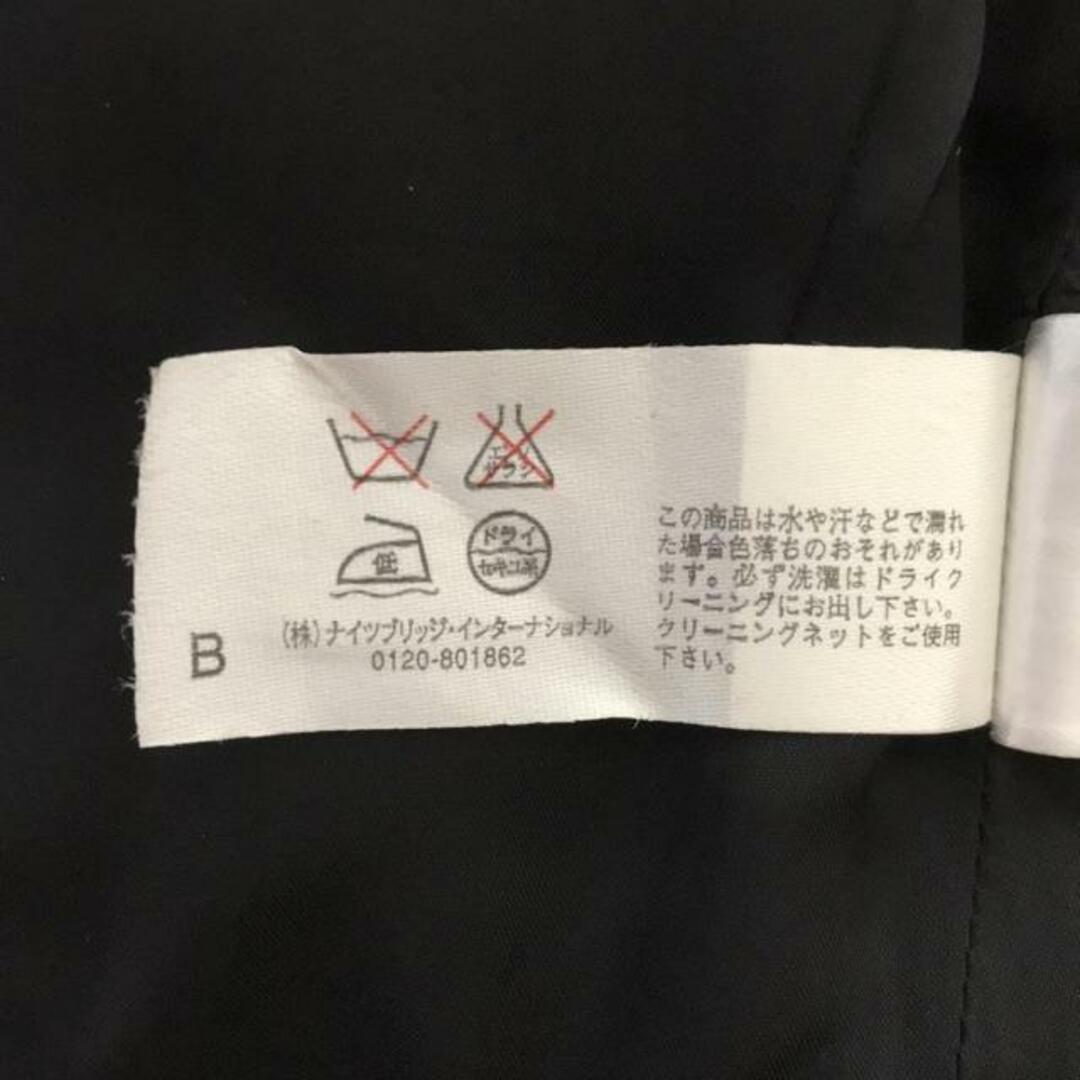 エンソ
サラシ
低
ドライ
セキユ系
(株)ナイツブリッジ・インターナショナル
0120-801862
B
この商品は水や汗などで濡れ
た場合色落ちのおそれがあり
ます。必ず洗濯はドライク
リーニングにお出し下さい。
クリーニングネットをご使用
下さい。